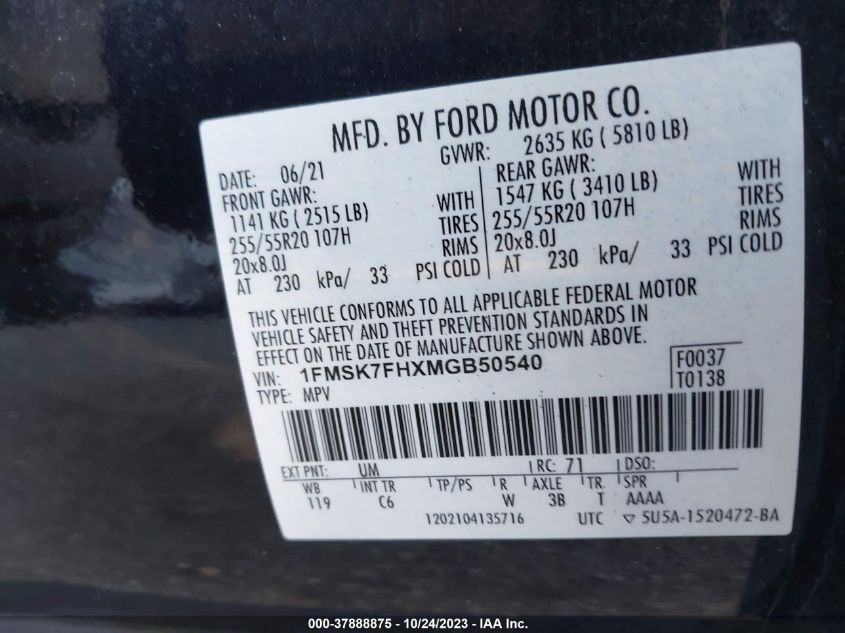 MFD. BY FORD MOTOR CO.
DATE: 06/21 GVWR: 2635 KG ( 5810 LB)
FRONT GAWR: REAR GAWR:
1141 KG ( 2515 LB) WITH 1547 KG ( 3410 LB) WITH
255/55R20 107H TIRES 255/55R20 107H TIRES
20x8.0J RIMS 20x8.0J RIMS
AT 230 kPa/ 33 PSI COLD AT 230 kPa/ 33 PSI COLD
THIS VEHICLE CONFORMS TO ALL APPLICABLE FEDERAL MOTOR
VEHICLE SAFETY AND THEFT PREVENTION STANDARDS IN
EFFECT ON THE DATE OF MANUFACTURE SHOWN ABOVE.
VIN: 1FMSK7FHXMGB50540 F0037
TYPE: MPV T0138
EXT PNT: UM RC: 71 DSO:
WB INT TR TP/PS R AXLE TR SPR
119 C6 W 3B T AAAA
1202104135716 UTC ▽ 5U5A-1520472-BA
000-37888875 • 10/24/2023 • IAA Inc.